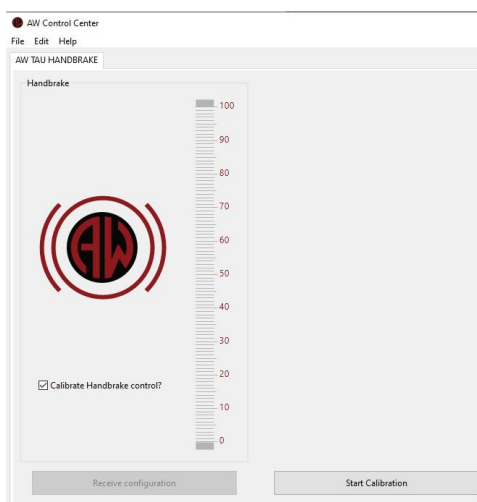 AW Control Center
File Edit Help
AW TAU HANDBRAKE
Handbrake
100
90
80
70
60
50
40
30
20
10
0
AW
Calibrate Handbrake control?
Receive configuration
Start Calibration